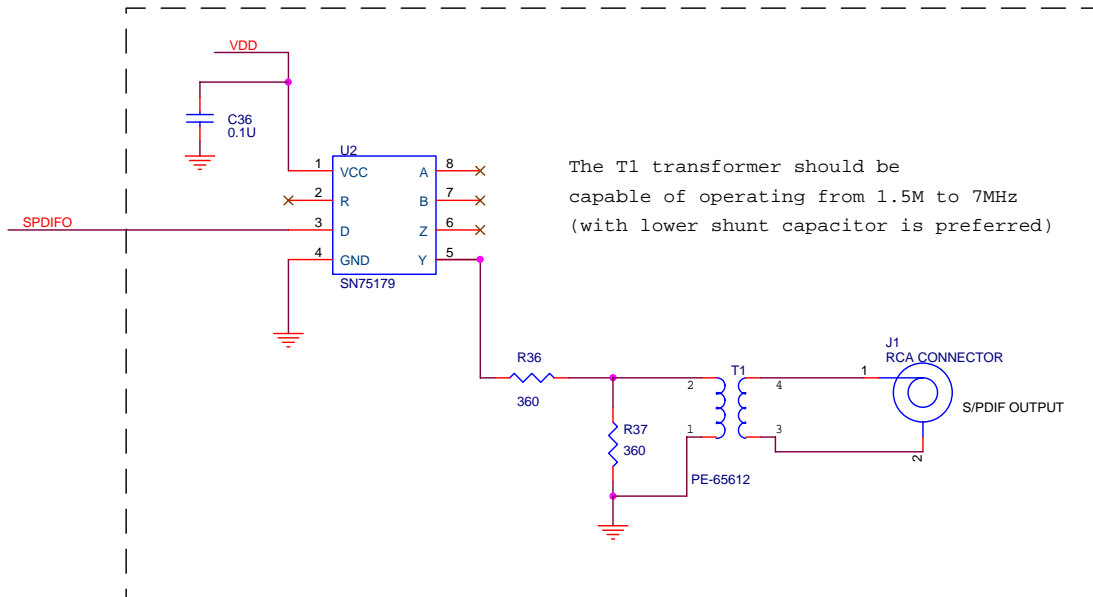 VDD
C36
0.1U
U2
1 VCC A 8
2 R B 7
SPDIFO
3 D Z 6
4 GND Y 5
SN75179
The T1 transformer should be
capable of operating from 1.5M to 7MHz
(with lower shunt capacitor is preferred)
R36
360
R37
360
T1
2
1
4
3
PE-65612
J1
RCA CONNECTOR
1
2
S/PDIF OUTPUT